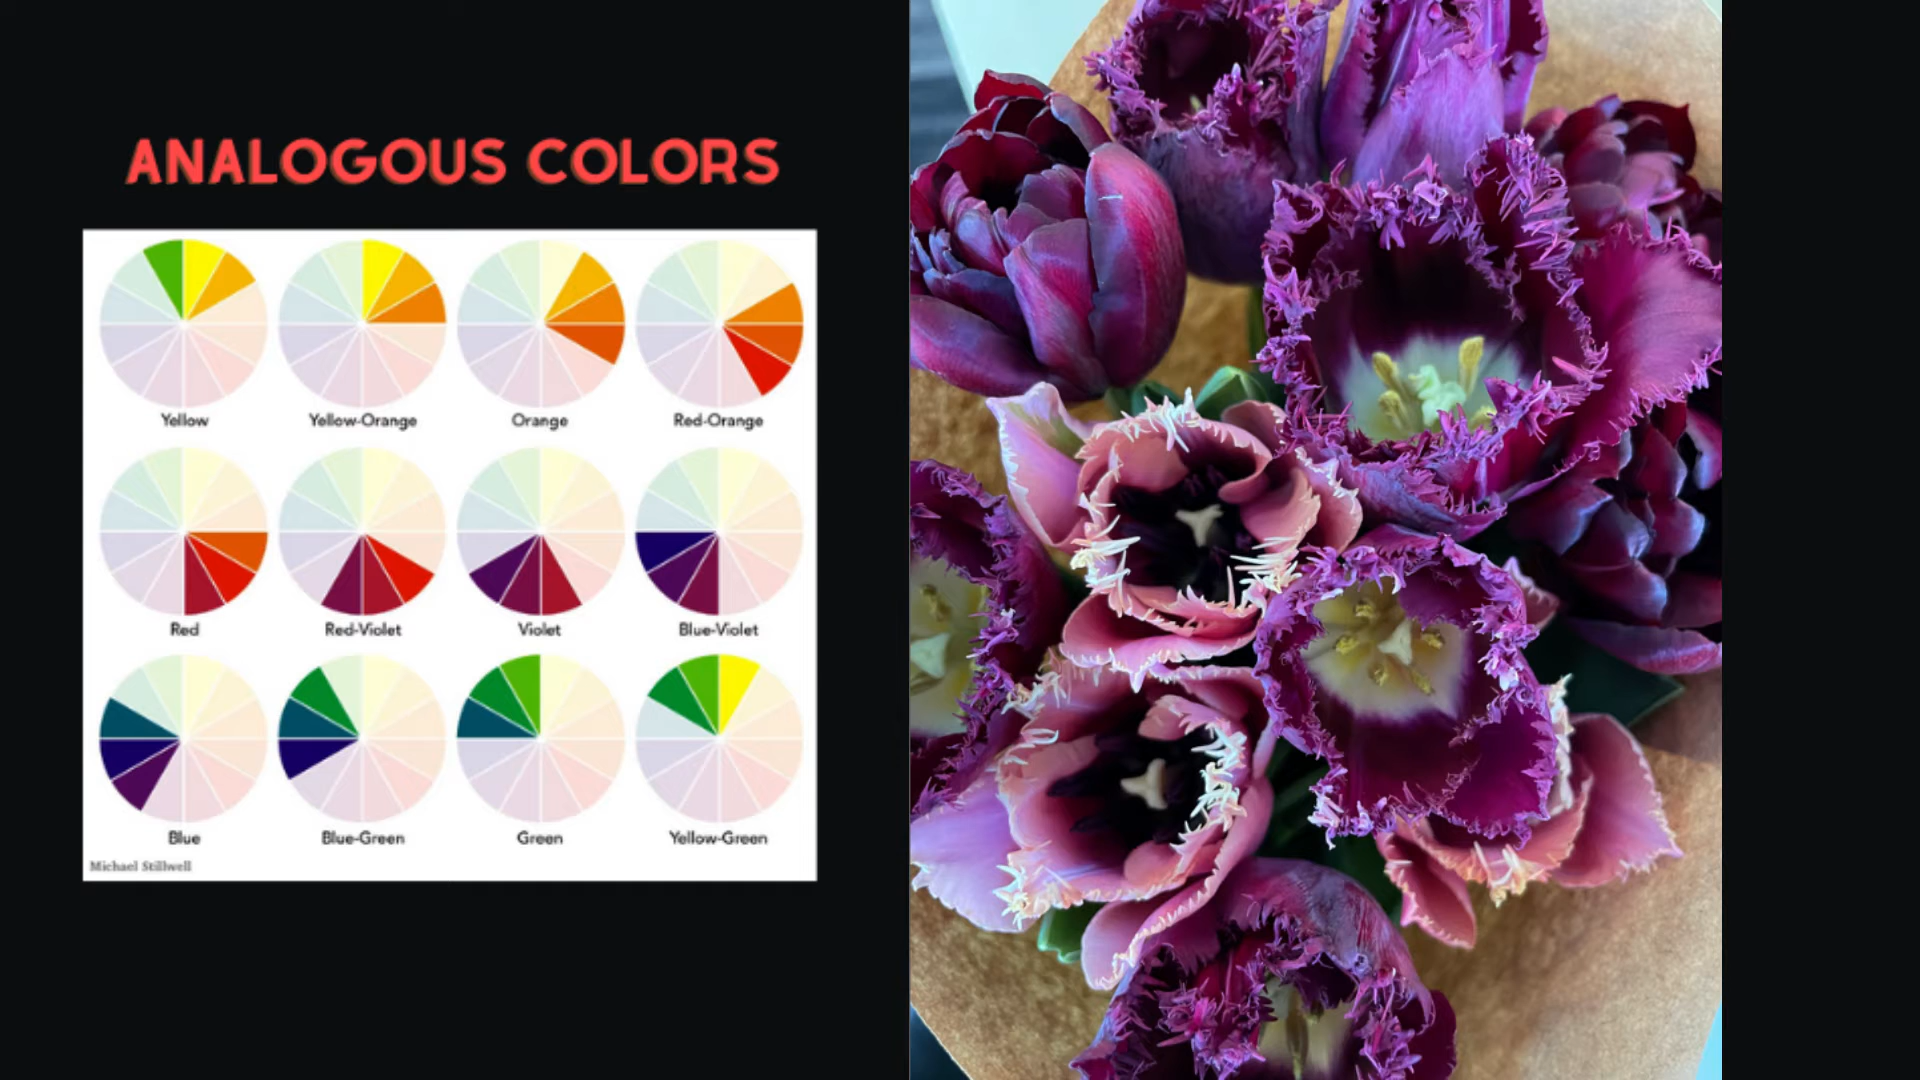 ANALOGOUS COLORS
Yellow
Yellow-Orange
Orange
Red-Orange
Red
Red-Violet
Violet
Blue-Violet
Blue
Blue-Green
Green
Yellow-Green
Michael Stillwell